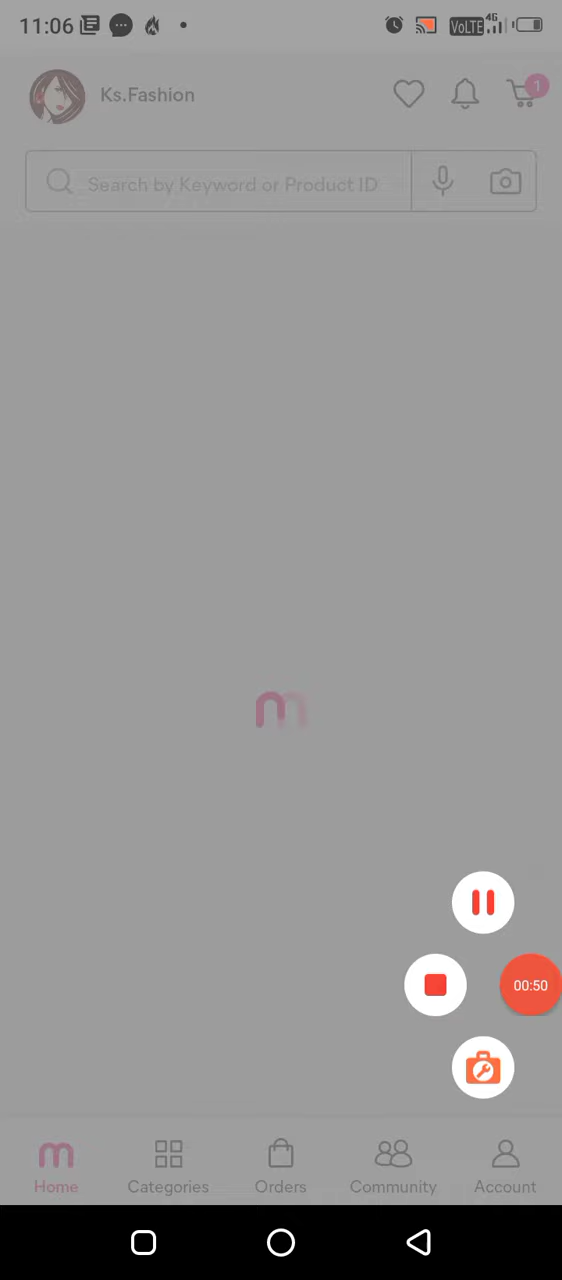 11:06 VoLTE 4G
Ks.Fashion
1
Search by Keyword or Product ID
m
00:50
m
Home Categories Orders Community Account